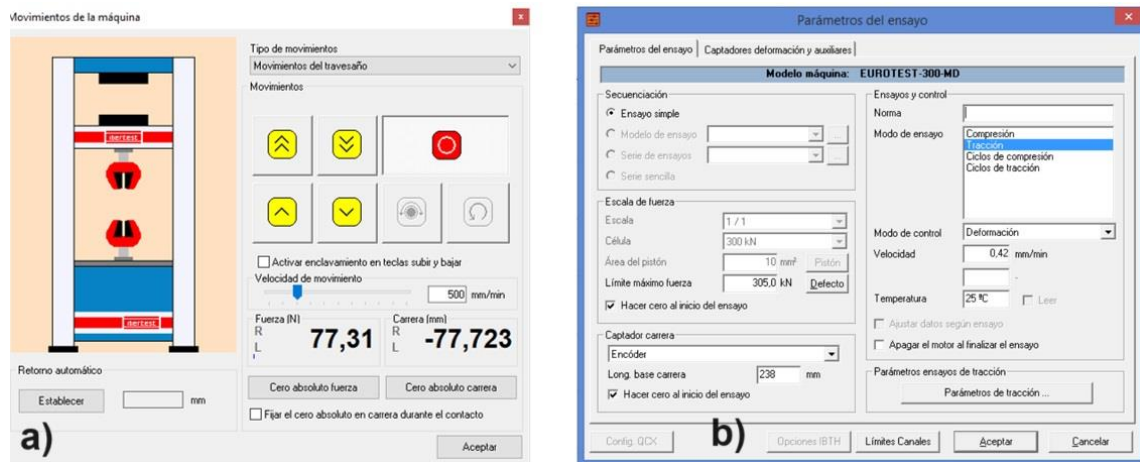 Movimientos de la máquina
x
Tipo de movimientos
Movimientos del travesaño
Movimientos
Activar enclavamiento en teclas subir y bajar
Velocidad de movimiento
500 mm/min
Fuerza (N)
R
L
77,31
Carrera (mm)
R
L
-77,723
Retorno automático
Establecer
mm
Cero absoluto fuerza
Cero absoluto carrera
Fijar el cero absoluto en carrera durante el contacto
Aceptar
a)
Parámetros del ensayo
x
Parámetros del ensayo
Captadores deformación y auxiliares
Modelo máquina: EUROTEST-300-MD
Secuenciación
Ensayo simple
Modelo de ensayo
...
Serie de ensayos
...
Serie sencilla
Escala de fuerza
Escala
1 / 1
Célula
300 kN
Área del pistón
10 mm²
Pistón
Límite máximo fuerza
305,0 kN
Defecto
Hacer cero al inicio del ensayo
Captador carrera
Encóder
Long. base carrera
238 mm
Hacer cero al inicio del ensayo
Ensayos y control
Norma
Modo de ensayo
Compresión
Tracción
Ciclos de compresión
Ciclos de tracción
Modo de control
Deformación
Velocidad
0,42 mm/min
-
Temperatura
25 ºC
Leer
Ajustar datos según ensayo
Apagar el motor al finalizar el ensayo
Parámetros ensayos de tracción
Parámetros de tracción ...
Config. QCX
b)
Opciones IBTH
Límites Canales
Aceptar
Cancelar